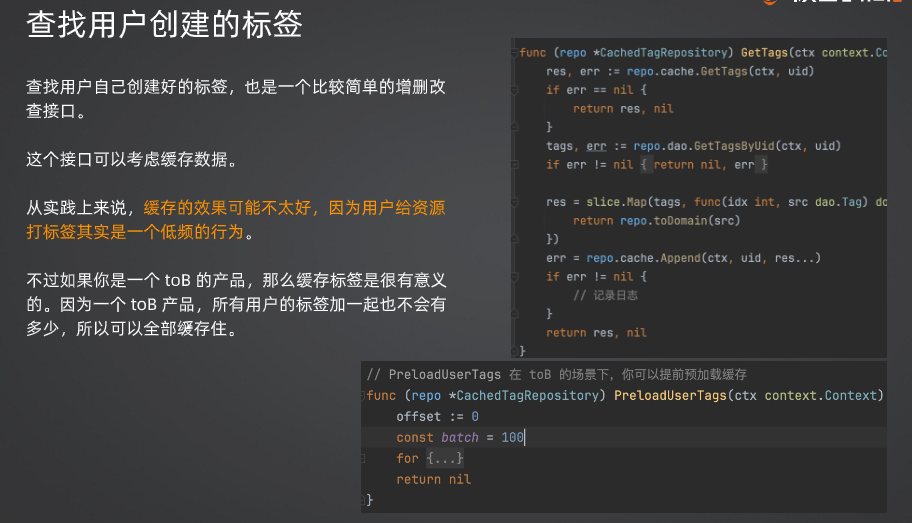 查找用户创建的标签
查找用户自己创建好的标签，也是一个比较简单的增删改
查接口。
这个接口可以考虑缓存数据。
从实践上来说，缓存的效果可能不太好，因为用户给资源
打标签其实是一个低频的行为。
不过如果你是一个 toB 的产品，那么缓存标签是很有意义
的。因为一个 toB 产品，所有用户的标签加一起也不会有
多少，所以可以全部缓存住。
func (repo *CachedTagRepository) GetTags(ctx context.Co
res, err := repo.cache.GetTags(ctx, uid)
if err == nil {
return res, nil
}
tags, err := repo.dao.GetTagsByUid(ctx, uid)
if err != nil { return nil, err }
res = slice.Map(tags, func(idx int, src dao.Tag) do
return repo.toDomain(src)
})
err = repo.cache.Append(ctx, uid, res...)
if err != nil {
// 记录日志
}
return res, nil
}
// PreloadUserTags 在 toB 的场景下，你可以提前预加载缓存
func (repo *CachedTagRepository) PreloadUserTags(ctx context.Context)
offset := 0
const batch = 100
for {...}
return nil
}